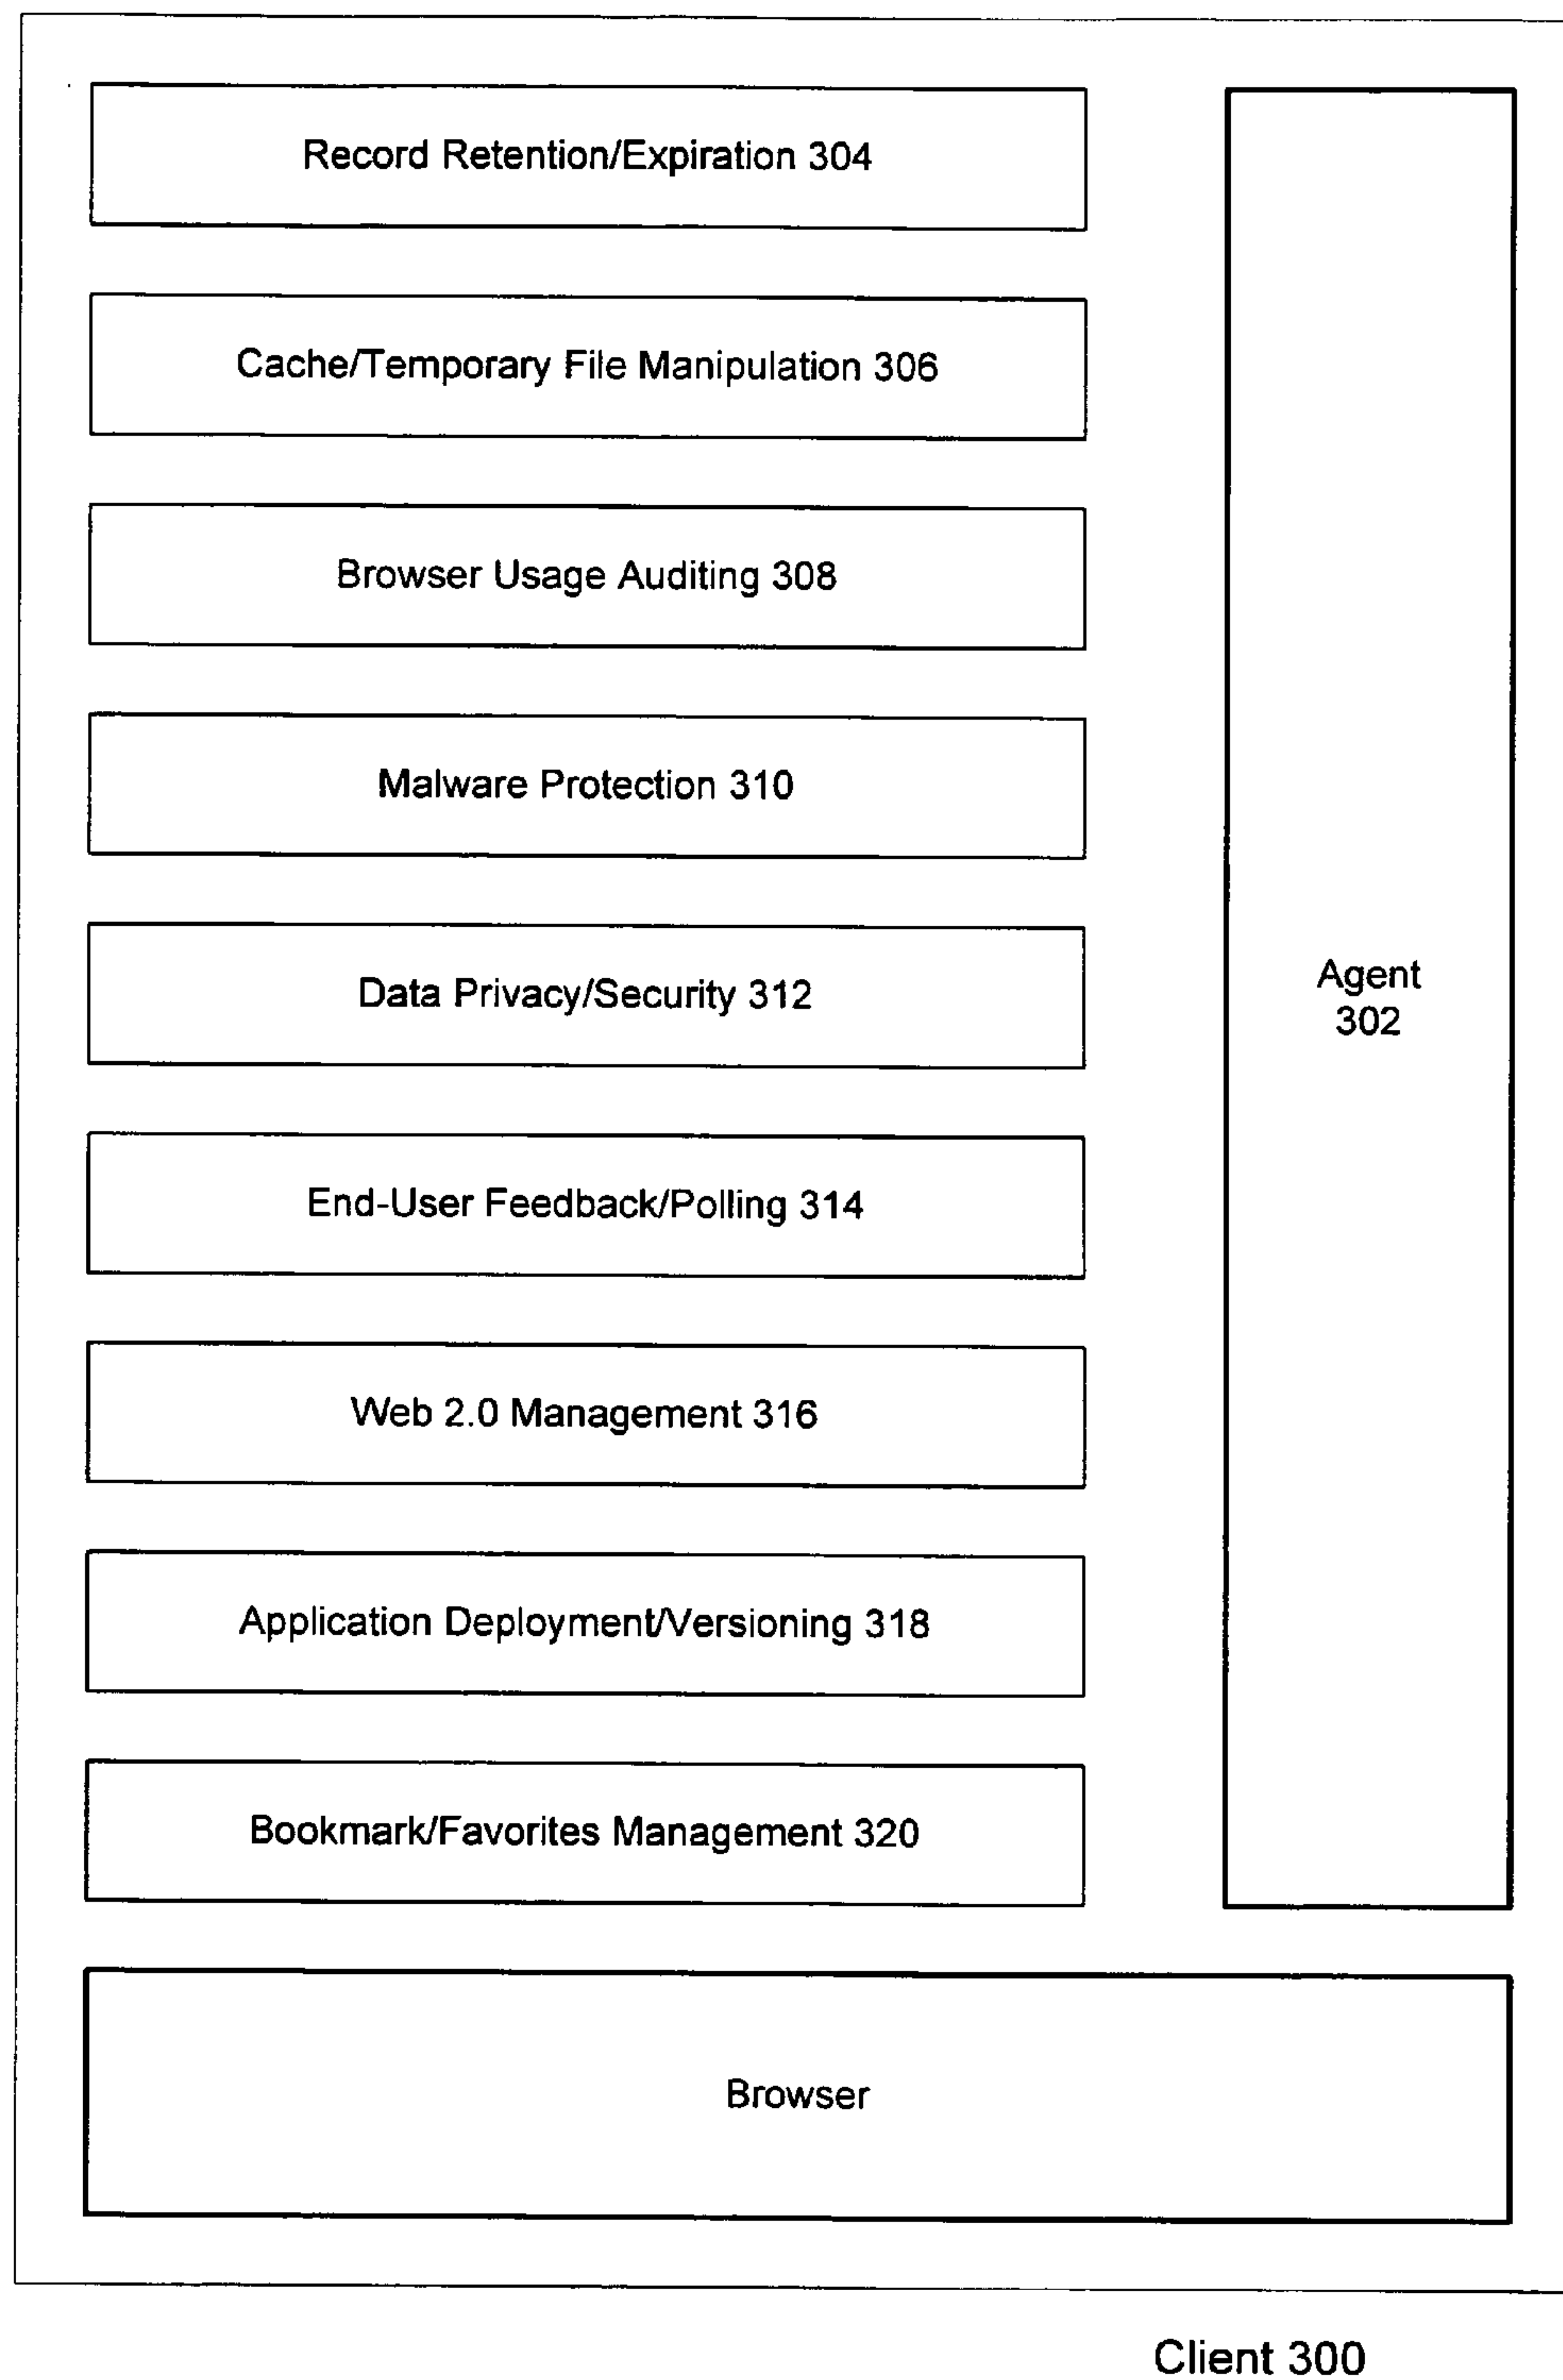 Record Retention/Expiration 304
Cache/Temporary File Manipulation 306
Browser Usage Auditing 308
Malware Protection 310
Data Privacy/Security 312
End-User Feedback/Polling 314
Web 2.0 Management 316
Application Deployment/Versioning 318
Bookmark/Favorites Management 320
Agent
302
Browser
Client 300